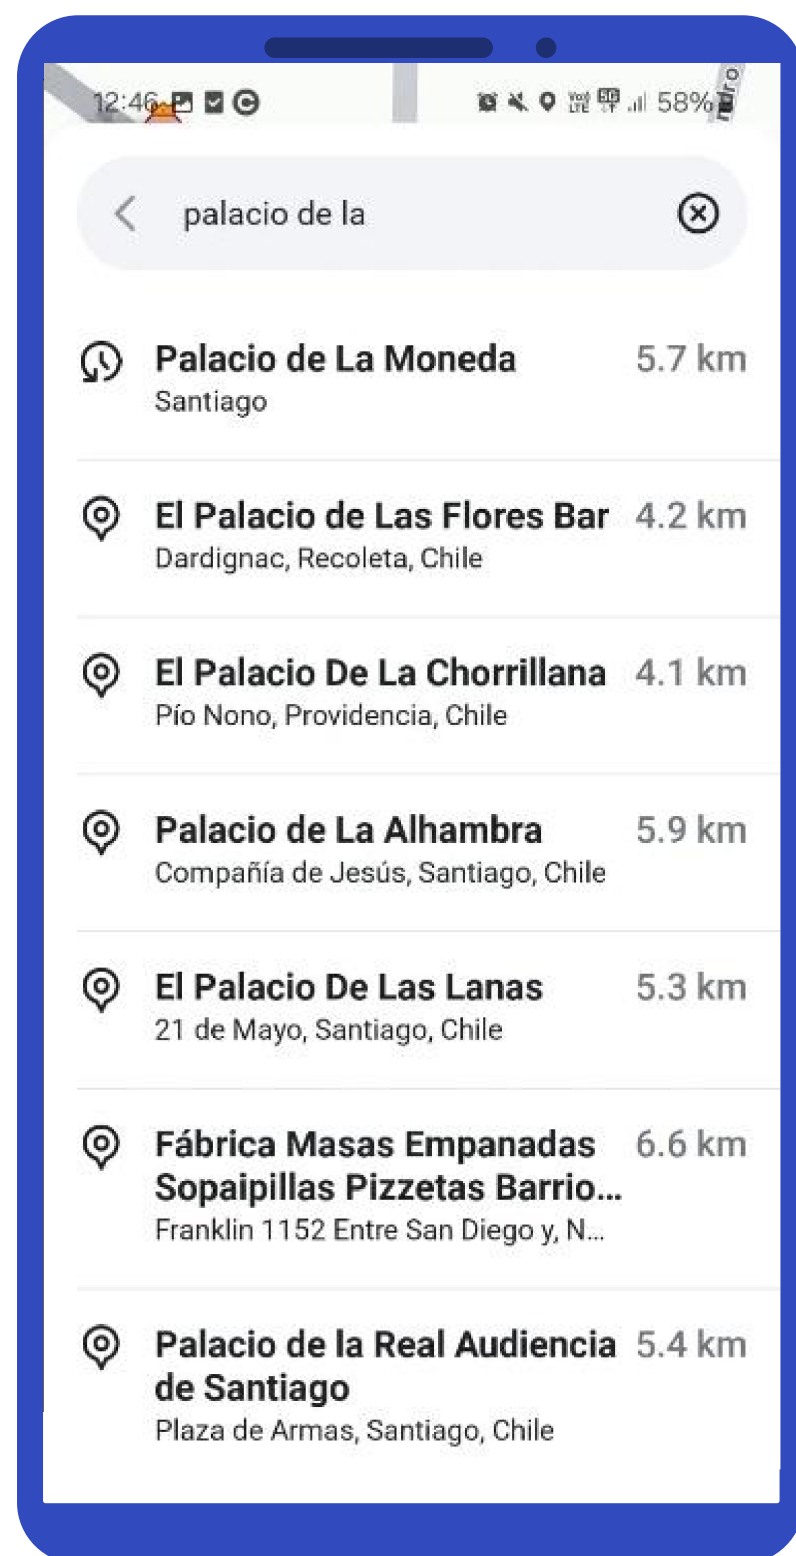 12:46 58%
palacio de la
Palacio de La Moneda 5.7 km
Santiago
El Palacio de Las Flores Bar 4.2 km
Dardignac, Recoleta, Chile
El Palacio De La Chorrillana 4.1 km
Pío Nono, Providencia, Chile
Palacio de La Alhambra 5.9 km
Compañía de Jesús, Santiago, Chile
El Palacio De Las Lanas 5.3 km
21 de Mayo, Santiago, Chile
Fábrica Masas Empanadas 6.6 km
Sopaipillas Pizzetas Barrio...
Franklin 1152 Entre San Diego y, N...
Palacio de la Real Audiencia 5.4 km
de Santiago
Plaza de Armas, Santiago, Chile